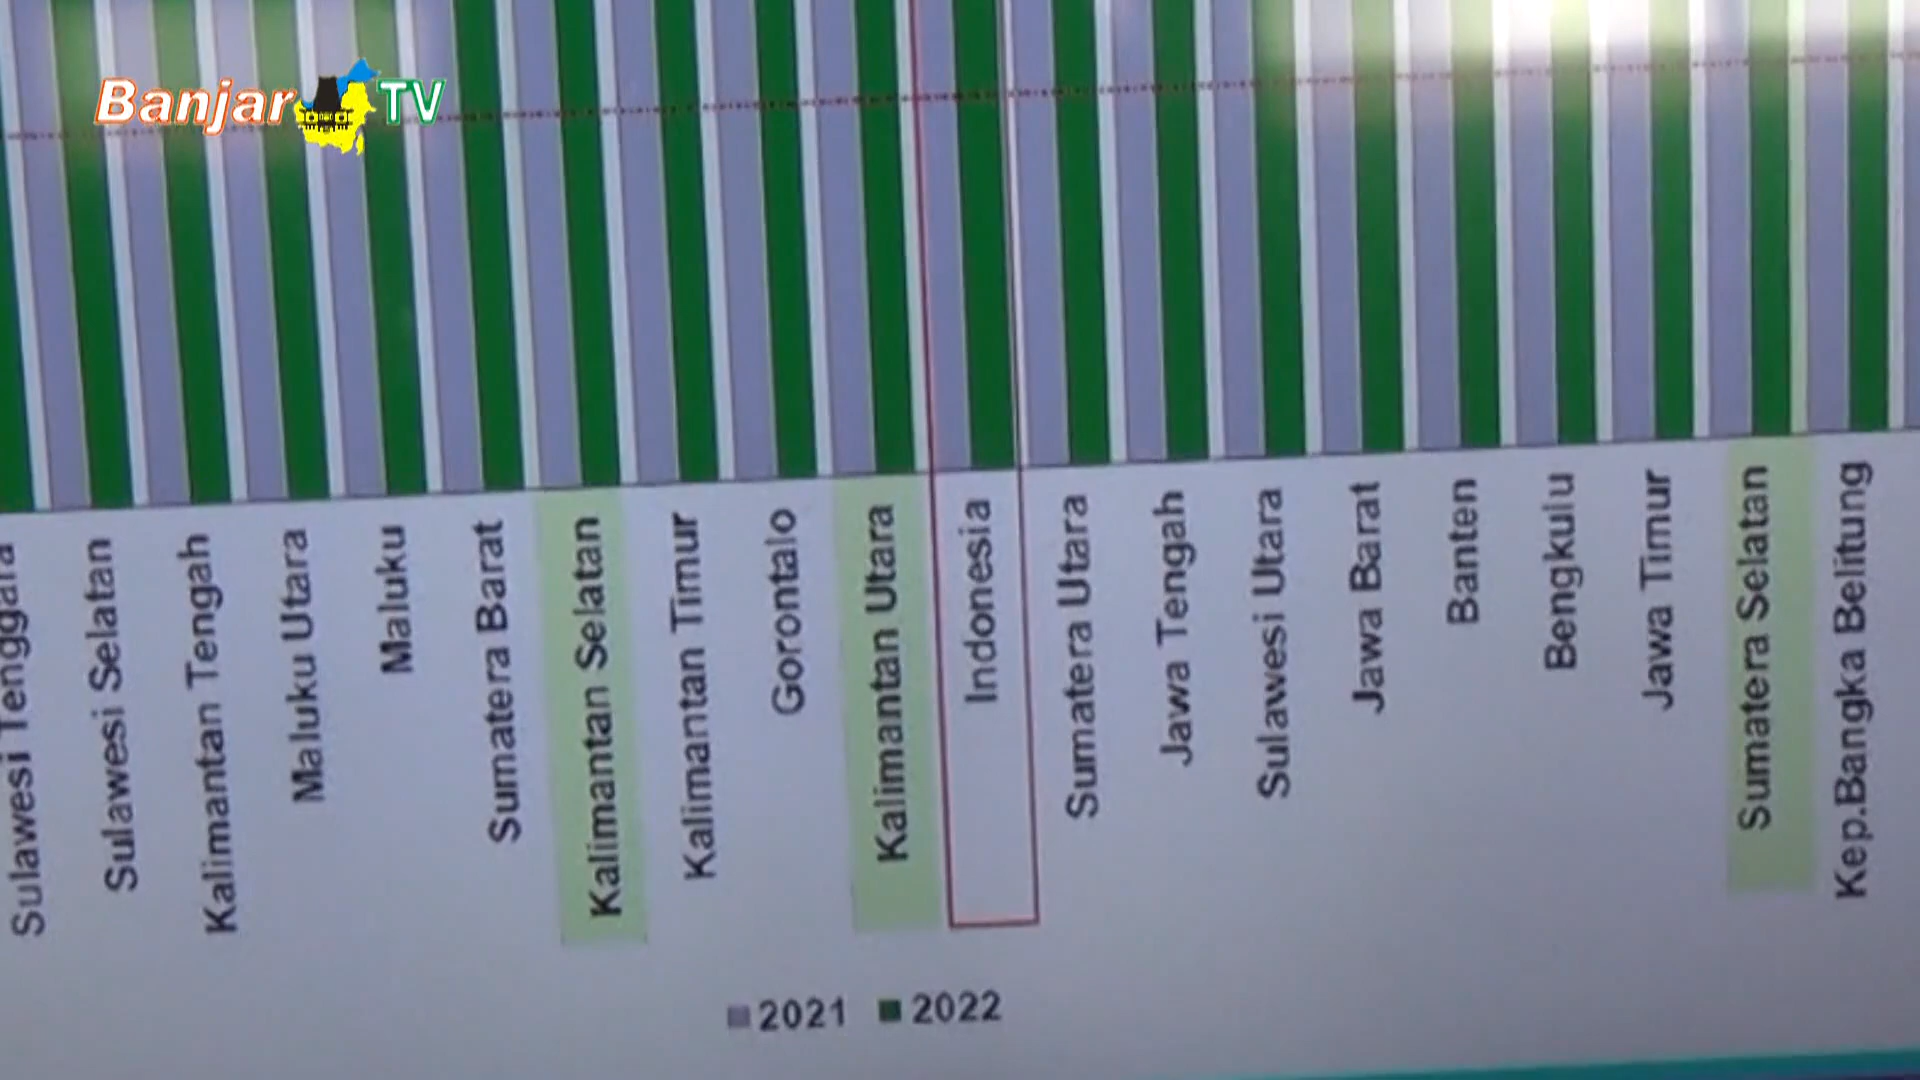 Banjar TV
Sulawesi Tenggara
Sulawesi Selatan
Kalimantan Tengah
Maluku Utara
Maluku
Sumatera Barat
Kalimantan Selatan
Kalimantan Timur
Gorontalo
Kalimantan Utara
Indonesia
Sumatera Utara
Jawa Tengah
Sulawesi Utara
Jawa Barat
Banten
Bengkulu
Jawa Timur
Sumatera Selatan
Kep.Bangka Belitung
2021 2022